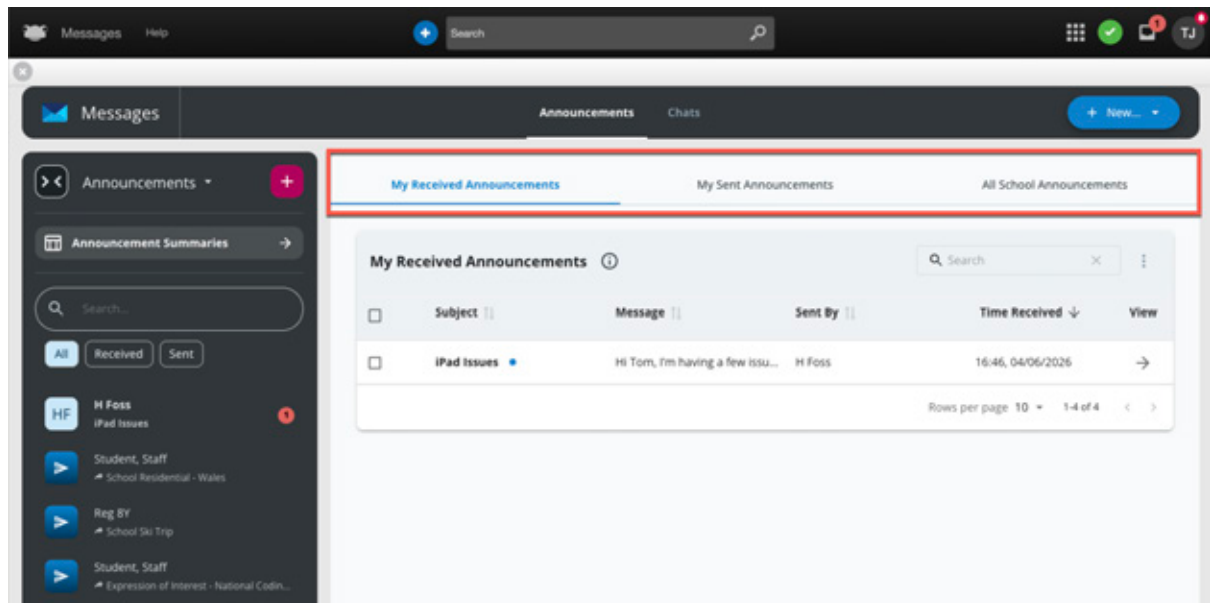 Messages Help Search 1 TJ
Messages Announcements Chats + New...
Announcements +
My Received Announcements My Sent Announcements All School Announcements
Announcement Summaries
My Received Announcements Search
Search...
Subject Message Sent By Time Received View
All Received Sent
iPad Issues Hi Tom, I'm having a few issu... H Foss 16:46, 04/06/2026
HF H Foss 1
iPad Issues
Rows per page 10 1-4 of 4
Student, Staff
School Residential - Wales
Reg 8Y
School Ski Trip
Student, Staff
Expression of Interest - National Codin...